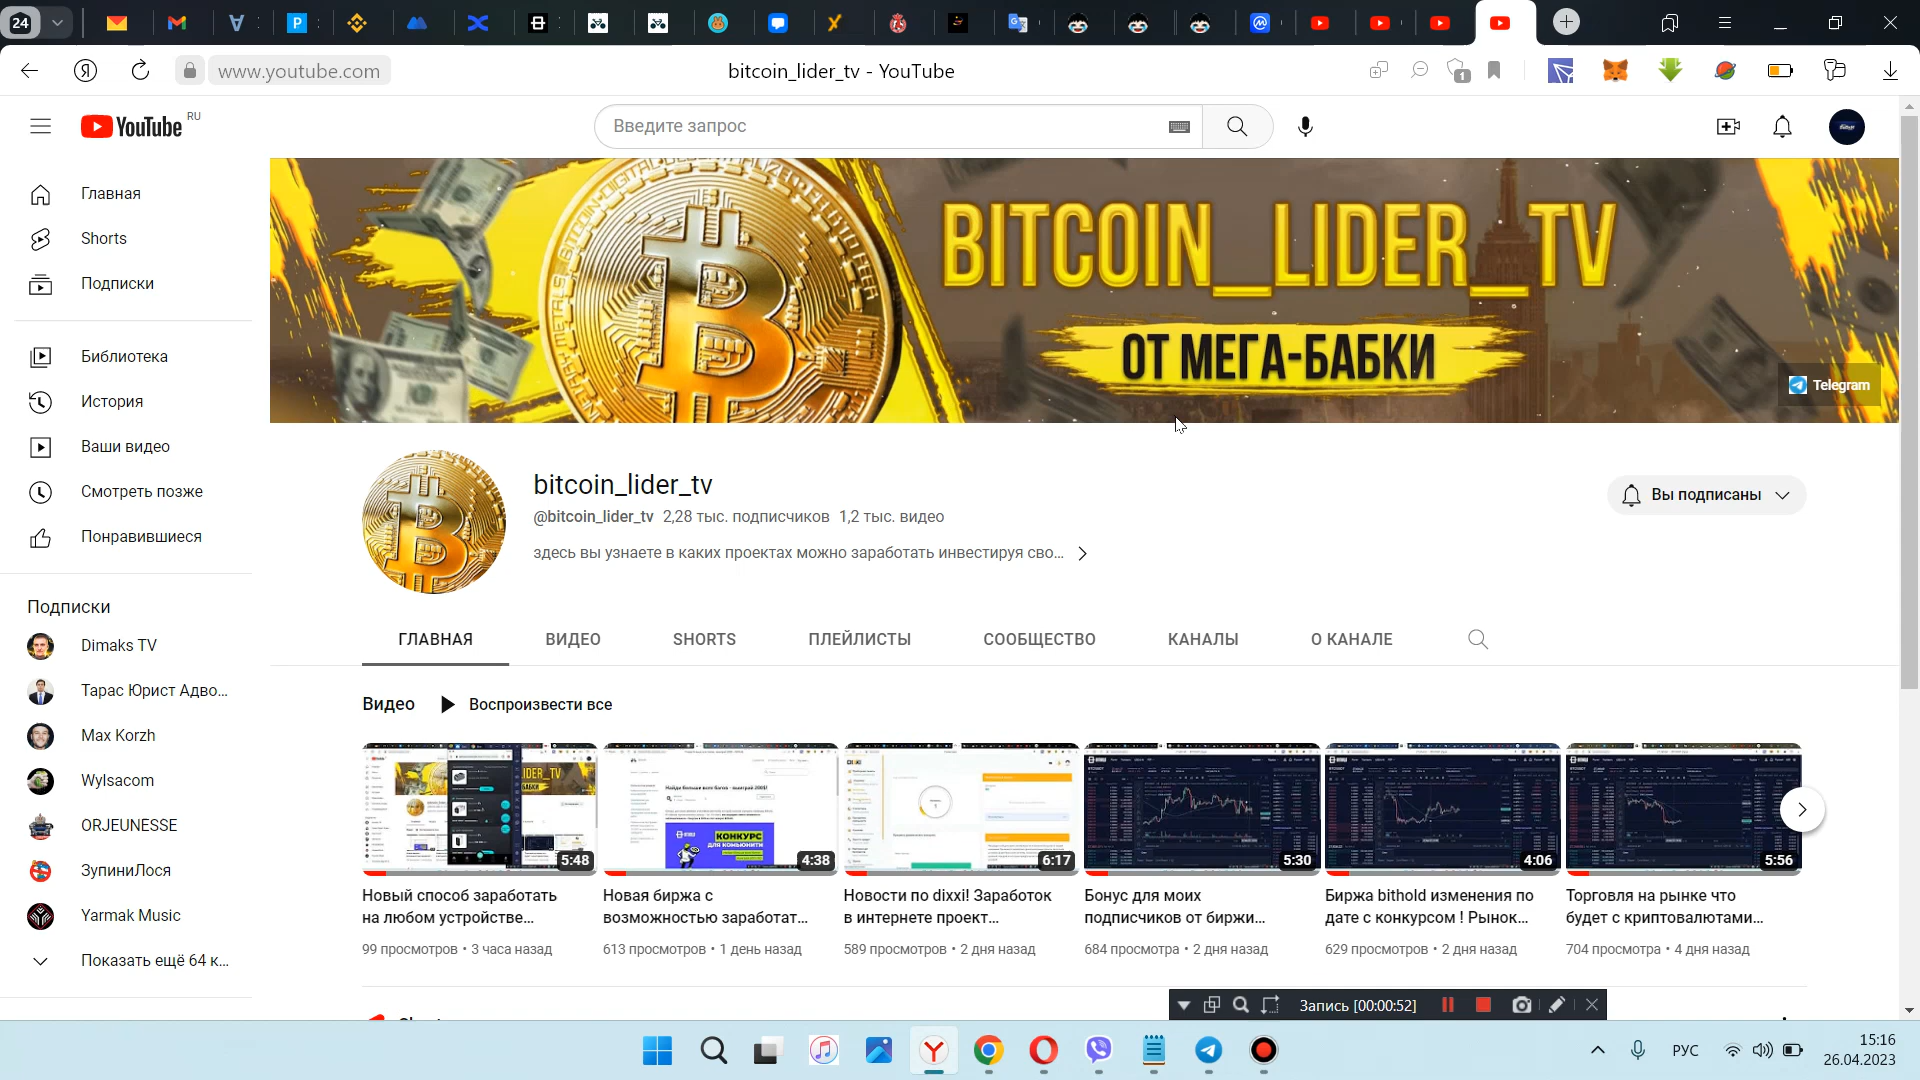 24
www.youtube.com
bitcoin_lider_tv - YouTube
1
YouTube RU
Введите запрос
Главная
Shorts
Подписки
Библиотека
История
Ваши видео
Смотреть позже
Понравившиеся
Подписки
Dimaks TV
Тарас Юрист Адво...
Max Korzh
Wylsacom
ORJEUNESSE
ЗупиниЛося
Yarmak Music
Показать ещё 64 к...
BITCOIN_LIDER_TV
ОТ МЕГА-БАБКИ
Telegram
bitcoin_lider_tv
@bitcoin_lider_tv 2,28 тыс. подписчиков 1,2 тыс. видео
здесь вы узнаете в каких проектах можно заработать инвестируя сво...
Вы подписаны
ГЛАВНАЯ ВИДЕО SHORTS ПЛЕЙЛИСТЫ СООБЩЕСТВО КАНАЛЫ О КАНАЛЕ
Видео Воспроизвести все
КОНКУРС
ДЛЯ КОМЬЮНИТИ
5:48 4:38 6:17 5:30 4:06 5:56
Новый способ заработать
на любом устройстве...
99 просмотров • 3 часа назад
Новая биржа с
возможностью заработат...
613 просмотров • 1 день назад
Новости по dixxi! Заработок
в интернете проект...
589 просмотров • 2 дня назад
Бонус для моих
подписчиков от биржи...
684 просмотра • 2 дня назад
Биржа bithold изменения по
дате с конкурсом ! Рынок...
629 просмотров • 2 дня назад
Торговля на рынке что
будет с криптовалютами...
704 просмотра • 4 дня назад
Запись [00:00:52]
РУС
15:16
26.04.2023